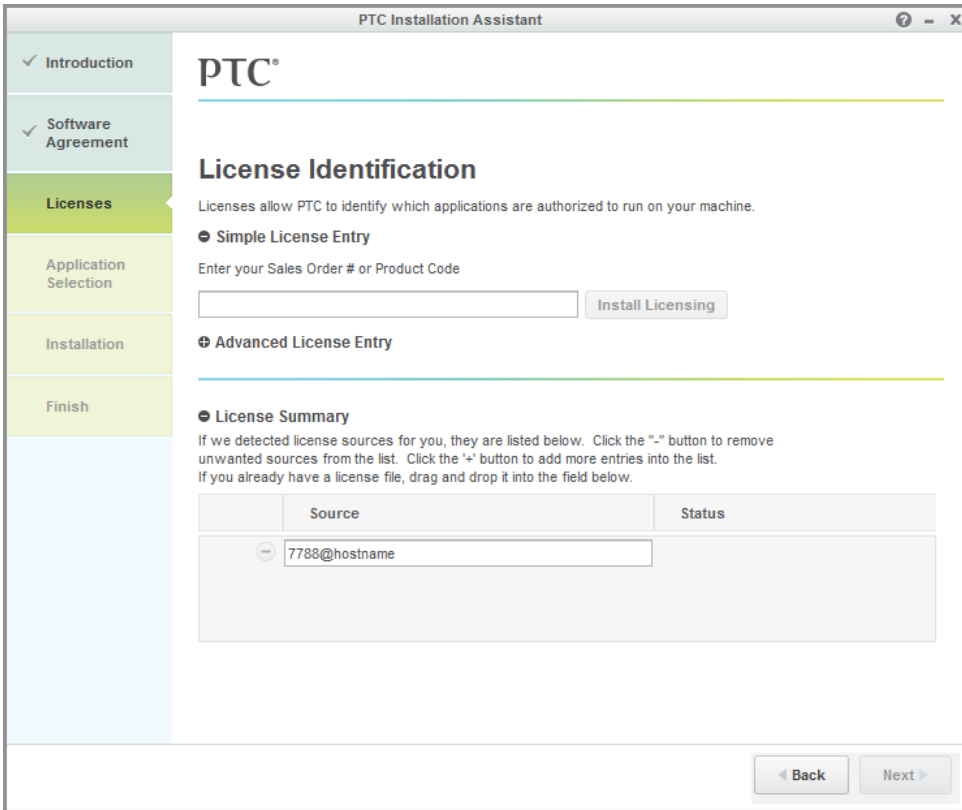 PTC Installation Assistant
Introduction
Software
Agreement
Licenses
Application
Selection
Installation
Finish
PTC®
License Identification
Licenses allow PTC to identify which applications are authorized to run on your machine.
Simple License Entry
Enter your Sales Order # or Product Code
Install Licensing
Advanced License Entry
License Summary
If we detected license sources for you, they are listed below. Click the "-" button to remove
unwanted sources from the list. Click the '+' button to add more entries into the list.
If you already have a license file, drag and drop it into the field below.
Source Status
7788@hostname
Back Next